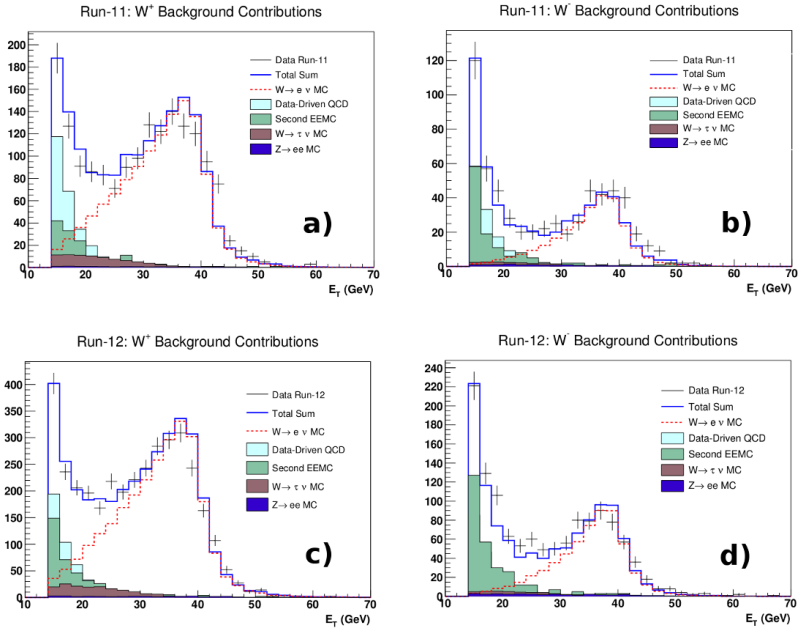 Run-11: W⁺ Background Contributions
200
180
160
140
120
100
80
60
40
20
0
10 20 30 40 50 60 70
E_T (GeV)
Data Run-11
Total Sum
W→ e ν MC
Data-Driven QCD
Second EEMC
W→ τ ν MC
Z→ ee MC
a)
Run-11: W⁻ Background Contributions
120
100
80
60
40
20
0
10 20 30 40 50 60 70
E_T (GeV)
Data Run-11
Total Sum
W→ e ν MC
Data-Driven QCD
Second EEMC
W→ τ ν MC
Z→ ee MC
b)
Run-12: W⁺ Background Contributions
400
350
300
250
200
150
100
50
0
10 20 30 40 50 60 70
E_T (GeV)
Data Run-12
Total Sum
W→ e ν MC
Data-Driven QCD
Second EEMC
W→ τ ν MC
Z→ ee MC
c)
Run-12: W⁻ Background Contributions
240
220
200
180
160
140
120
100
80
60
40
20
0
10 20 30 40 50 60 70
E_T (GeV)
Data Run-12
Total Sum
W→ e ν MC
Data-Driven QCD
Second EEMC
W→ τ ν MC
Z→ ee MC
d)